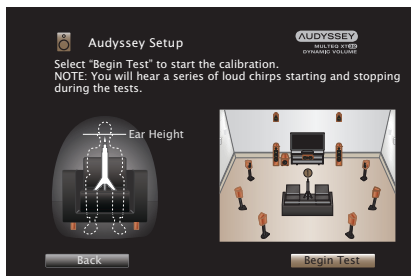 Audyssey Setup
AUDYSSEY
MULTEQ XT32
DYNAMIC VOLUME
Select “Begin Test” to start the calibration.
NOTE: You will hear a series of loud chirps starting and stopping
during the tests.
Ear Height
Back
Begin Test